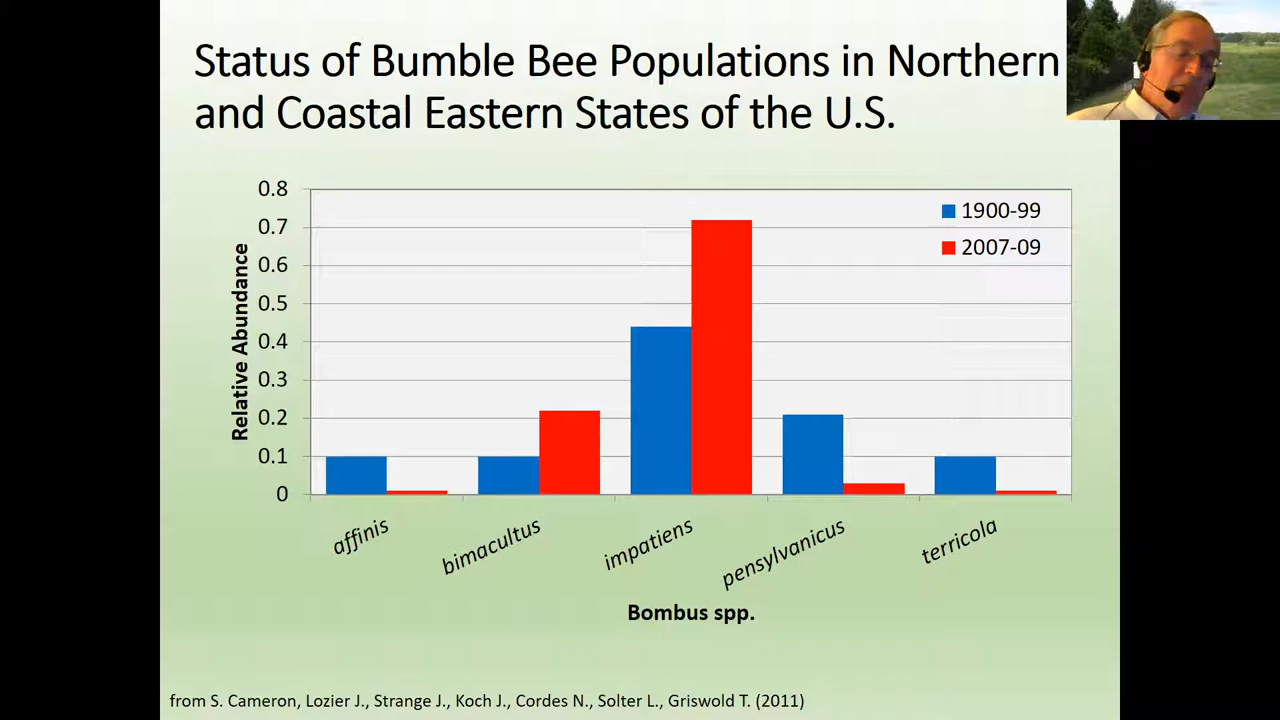 Status of Bumble Bee Populations in Northern
and Coastal Eastern States of the U.S.
0.8
0.7
0.6
0.5
0.4
0.3
0.2
0.1
0
Relative Abundance
1900-99
2007-09
affinis
bimacultus
impatiens
pensylvanicus
terricola
Bombus spp.
from S. Cameron, Lozier J., Strange J., Koch J., Cordes N., Solter L., Griswold T. (2011)